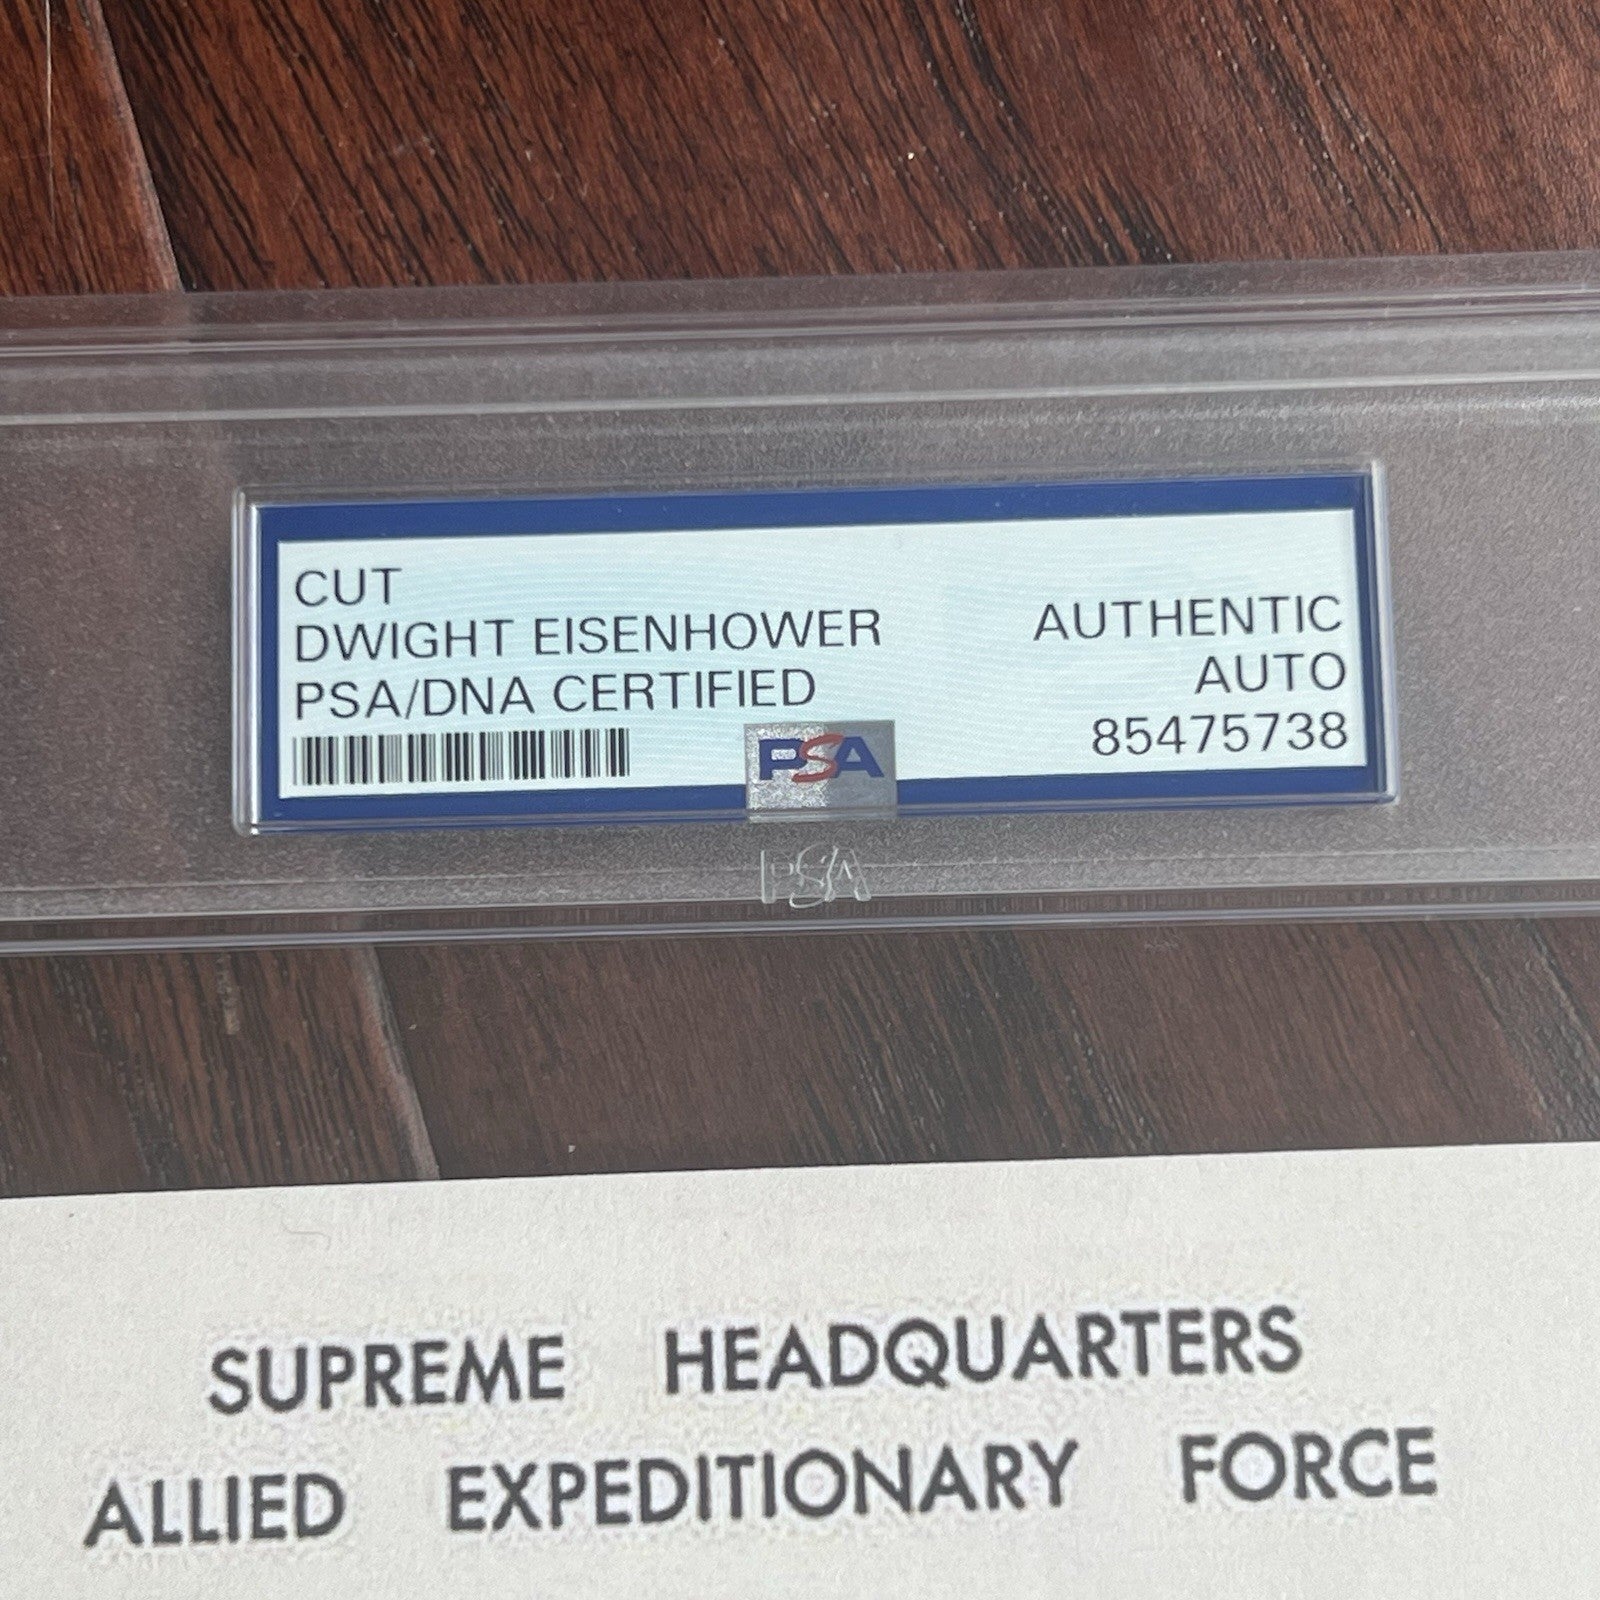 CUT
DWIGHT EISENHOWER
PSA/DNA CERTIFIED
AUTHENTIC
AUTO
85475738
PSA
PSA
SUPREME HEADQUARTERS
ALLIED EXPEDITIONARY FORCE